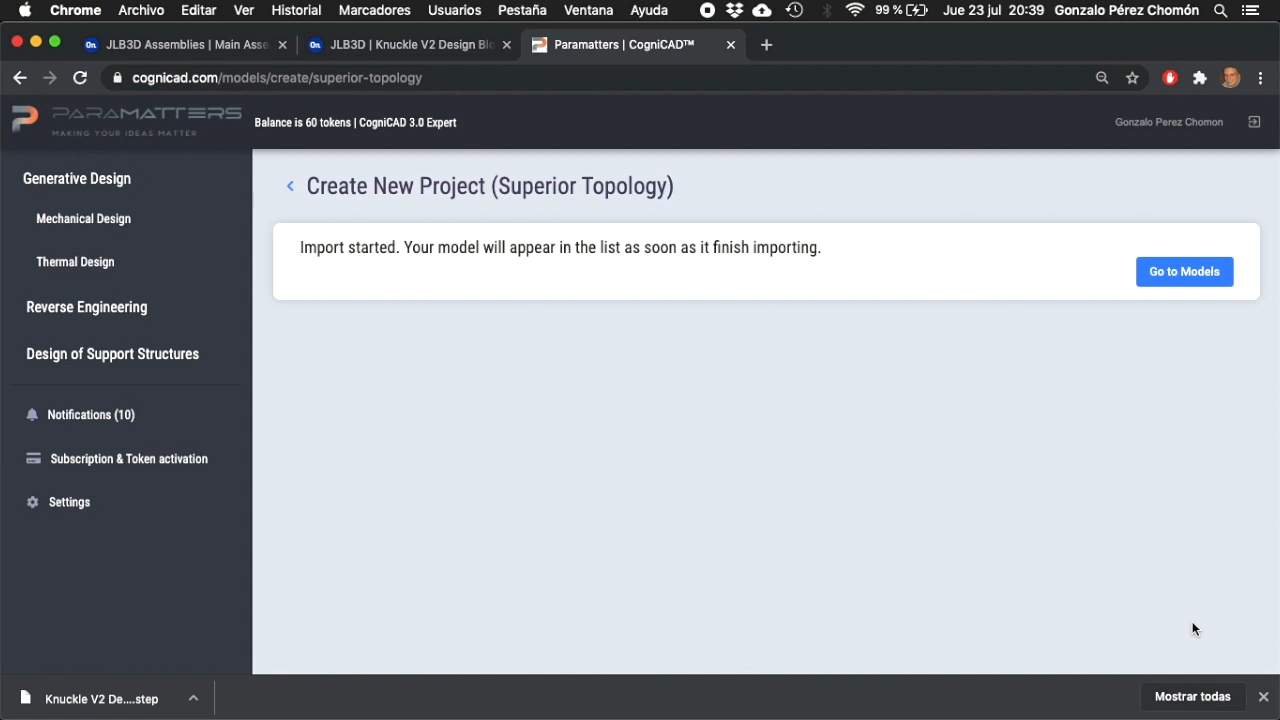 Chrome Archivo Editar Ver Historial Marcadores Usuarios Pestaña Ventana Ayuda 99 % Jue 23 jul 20:39 Gonzalo Pérez Chomón
On JLB3D Assemblies | Main Asse On JLB3D | Knuckle V2 Design Blo Paramatters | CogniCAD™
cognicad.com/models/create/superior-topology
PARAMATTERS
MAKING YOUR IDEAS MATTER
Balance is 60 tokens | CogniCAD 3.0 Expert
Gonzalo Perez Chomon
Generative Design
Mechanical Design
Thermal Design
Reverse Engineering
Design of Support Structures
Notifications (10)
Subscription & Token activation
Settings
< Create New Project (Superior Topology)
Import started. Your model will appear in the list as soon as it finish importing.
Go to Models
Knuckle V2 De....step
Mostrar todas